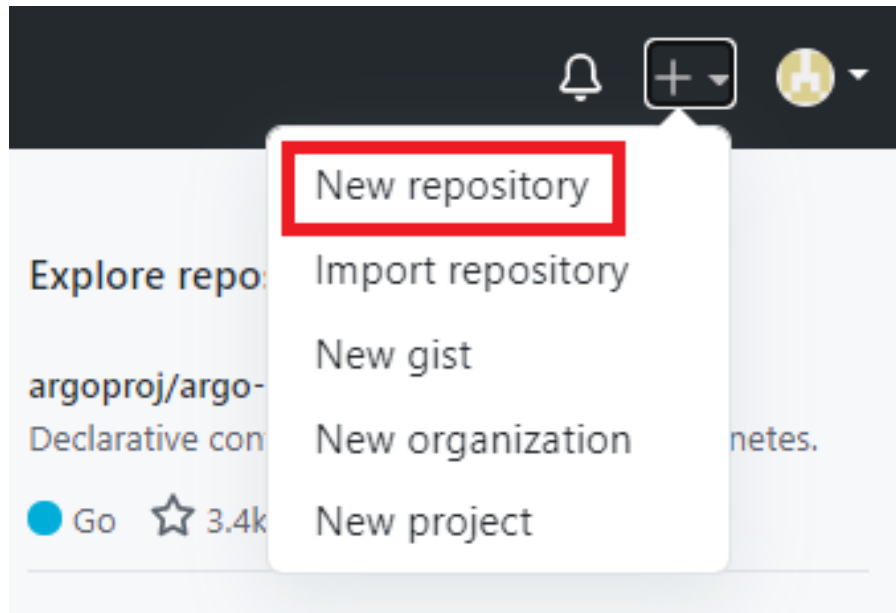 New repository
Import repository
New gist
New organization
New project
Explore repo
argoproj/argo-
Declarative con netes.
Go 3.4k